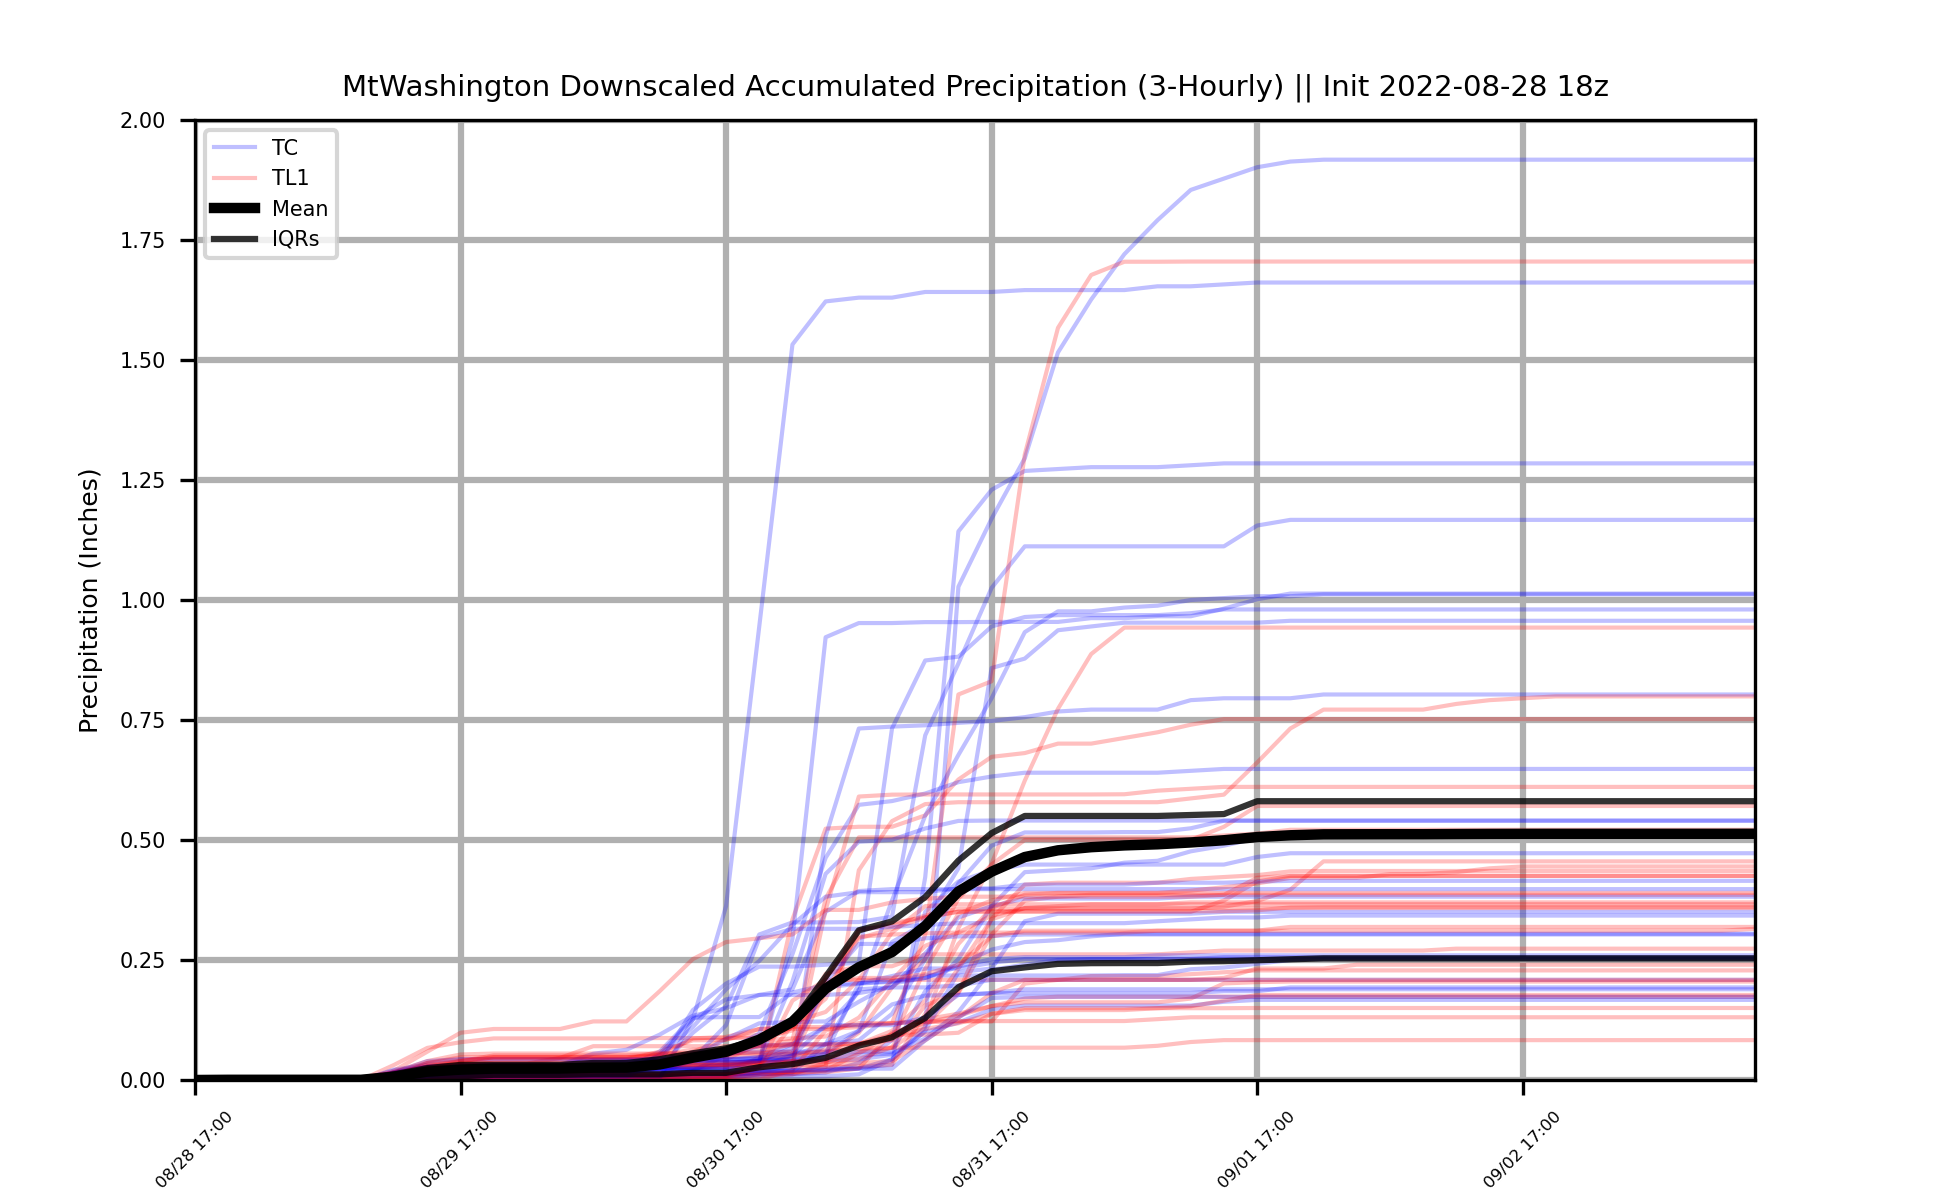 MtWashington Downscaled Accumulated Precipitation (3-Hourly) || Init 2022-08-28 18z
TC
TL1
Mean
IQRs
Precipitation (Inches)
2.00
1.75
1.50
1.25
1.00
0.75
0.50
0.25
0.00
08/28 17:00
08/29 17:00
08/30 17:00
08/31 17:00
09/01 17:00
09/02 17:00